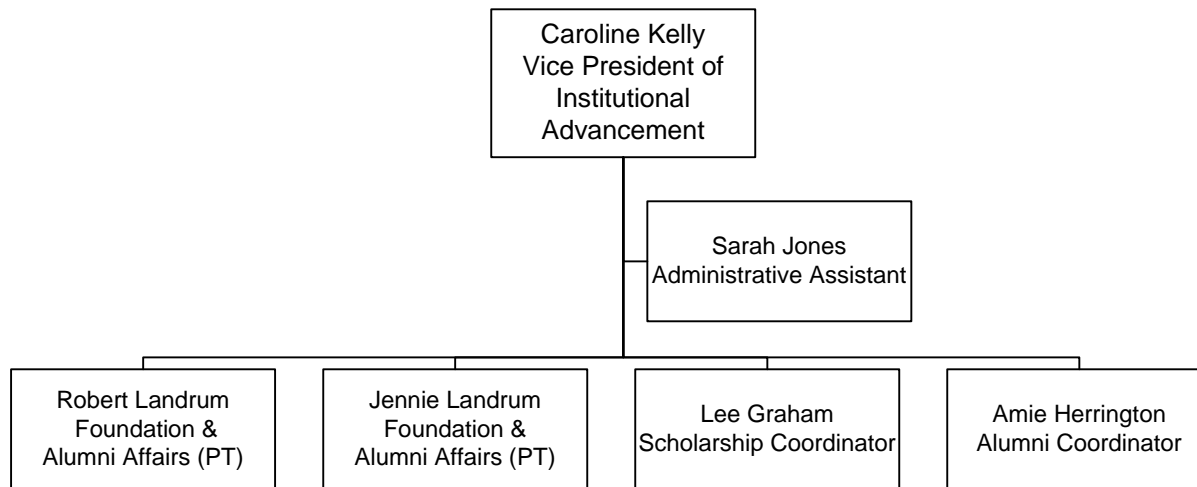 Caroline Kelly
Vice President of
Institutional
Advancement
Sarah Jones
Administrative Assistant
Robert Landrum
Foundation &
Alumni Affairs (PT)
Jennie Landrum
Foundation &
Alumni Affairs (PT)
Lee Graham
Scholarship Coordinator
Amie Herrington
Alumni Coordinator